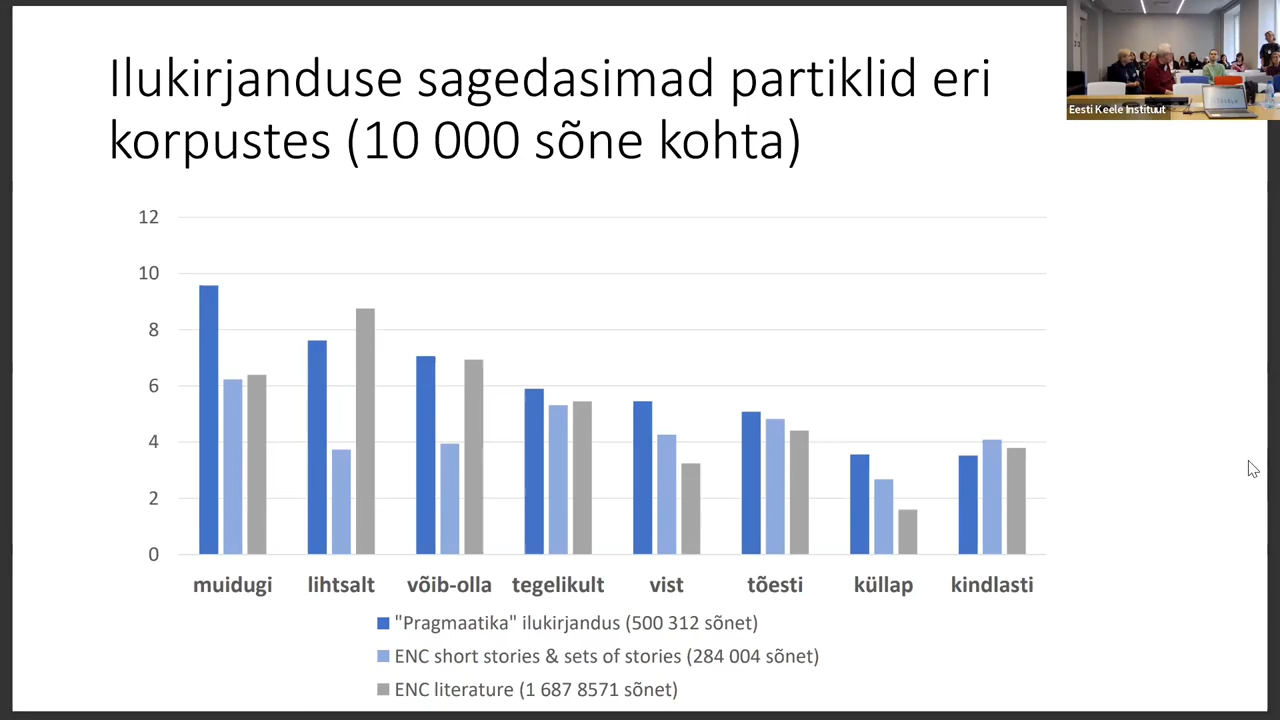 Ilukirjanduse sagedasimad partiklid eri
korpustes (10 000 sõne kohta)
Eesti Keele Instituut
12
10
8
6
4
2
0
muidugi lihtsalt võib-olla tegelikult vist tõesti küllap kindlasti
"Pragmaatika" ilukirjandus (500 312 sõnet)
ENC short stories & sets of stories (284 004 sõnet)
ENC literature (1 687 8571 sõnet)